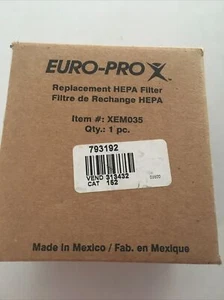 EURO-PRO X
Replacement HEPA Filter
Filtre de Rechange HEPA
Item #: XEM035
Qty.: 1 pc.
793192
VEND 313432
CAT 152
Made in Mexico / Fab. en Mexique